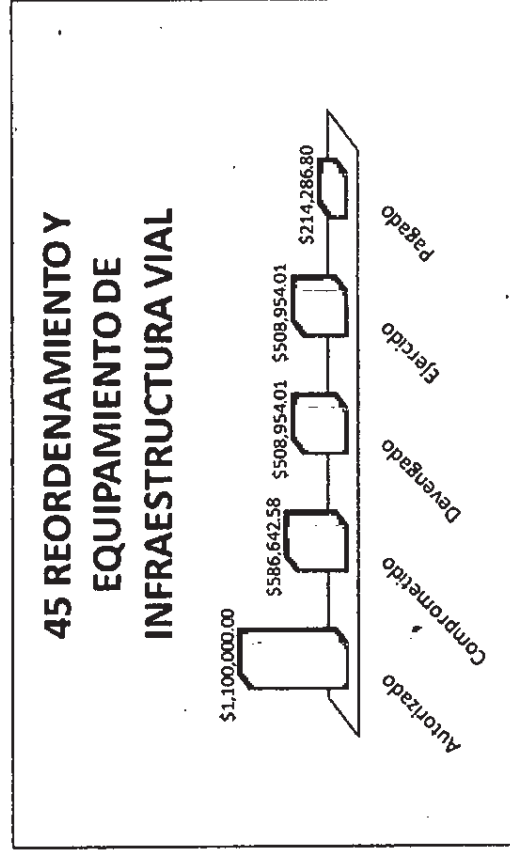 45 REORDENAMIENTO Y
EQUIPAMIENTO DE
INFRAESTRUCTURA VIAL
$1,100,000.00
$586,642.58
$508,954.01
$508,954.01
$214,286.80
Autorizado
Comprometido
Devengado
Ejercido
Pagado